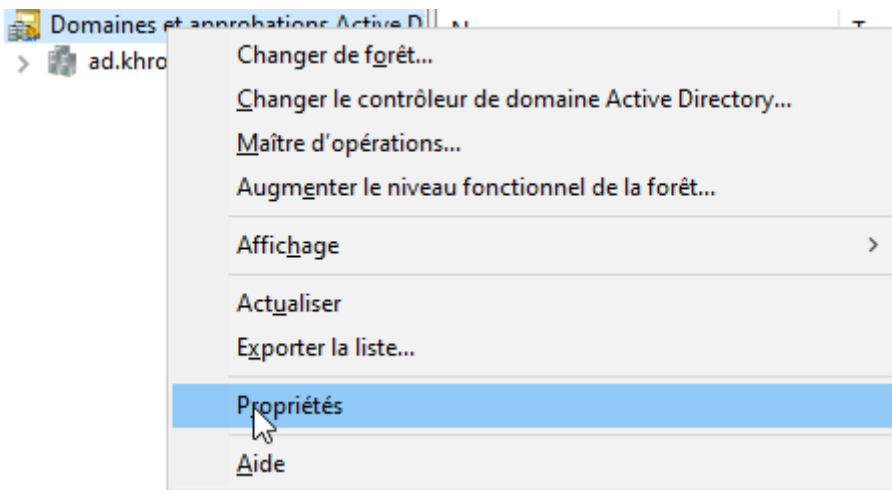 Domaines et approbations Active D
ad.khro
Changer de forêt...
Changer le contrôleur de domaine Active Directory...
Maître d'opérations...
Augmenter le niveau fonctionnel de la forêt...
Affichage
Actualiser
Exporter la liste...
Propriétés
Aide